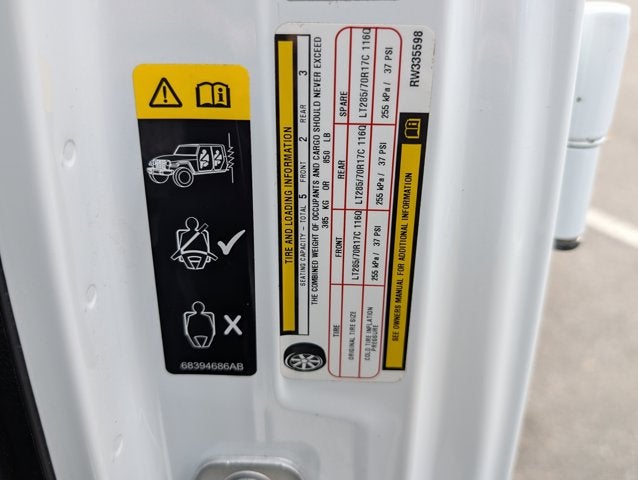 68394686AB
TIRE AND LOADING INFORMATION
SEATING CAPACITY - TOTAL 5 FRONT 2 REAR 3
THE COMBINED WEIGHT OF OCCUPANTS AND CARGO SHOULD NEVER EXCEED
385 KG OR 850 LB
TIRE FRONT REAR SPARE
ORIGINAL TIRE SIZE LT285/70R17C 116Q LT285/70R17C 116Q LT285/70R17C 116Q
COLD TIRE INFLATION
PRESSURE 255 kPa / 37 PSI 255 kPa / 37 PSI 255 kPa / 37 PSI
SEE OWNERS MANUAL FOR ADDITIONAL INFORMATION
RW335598